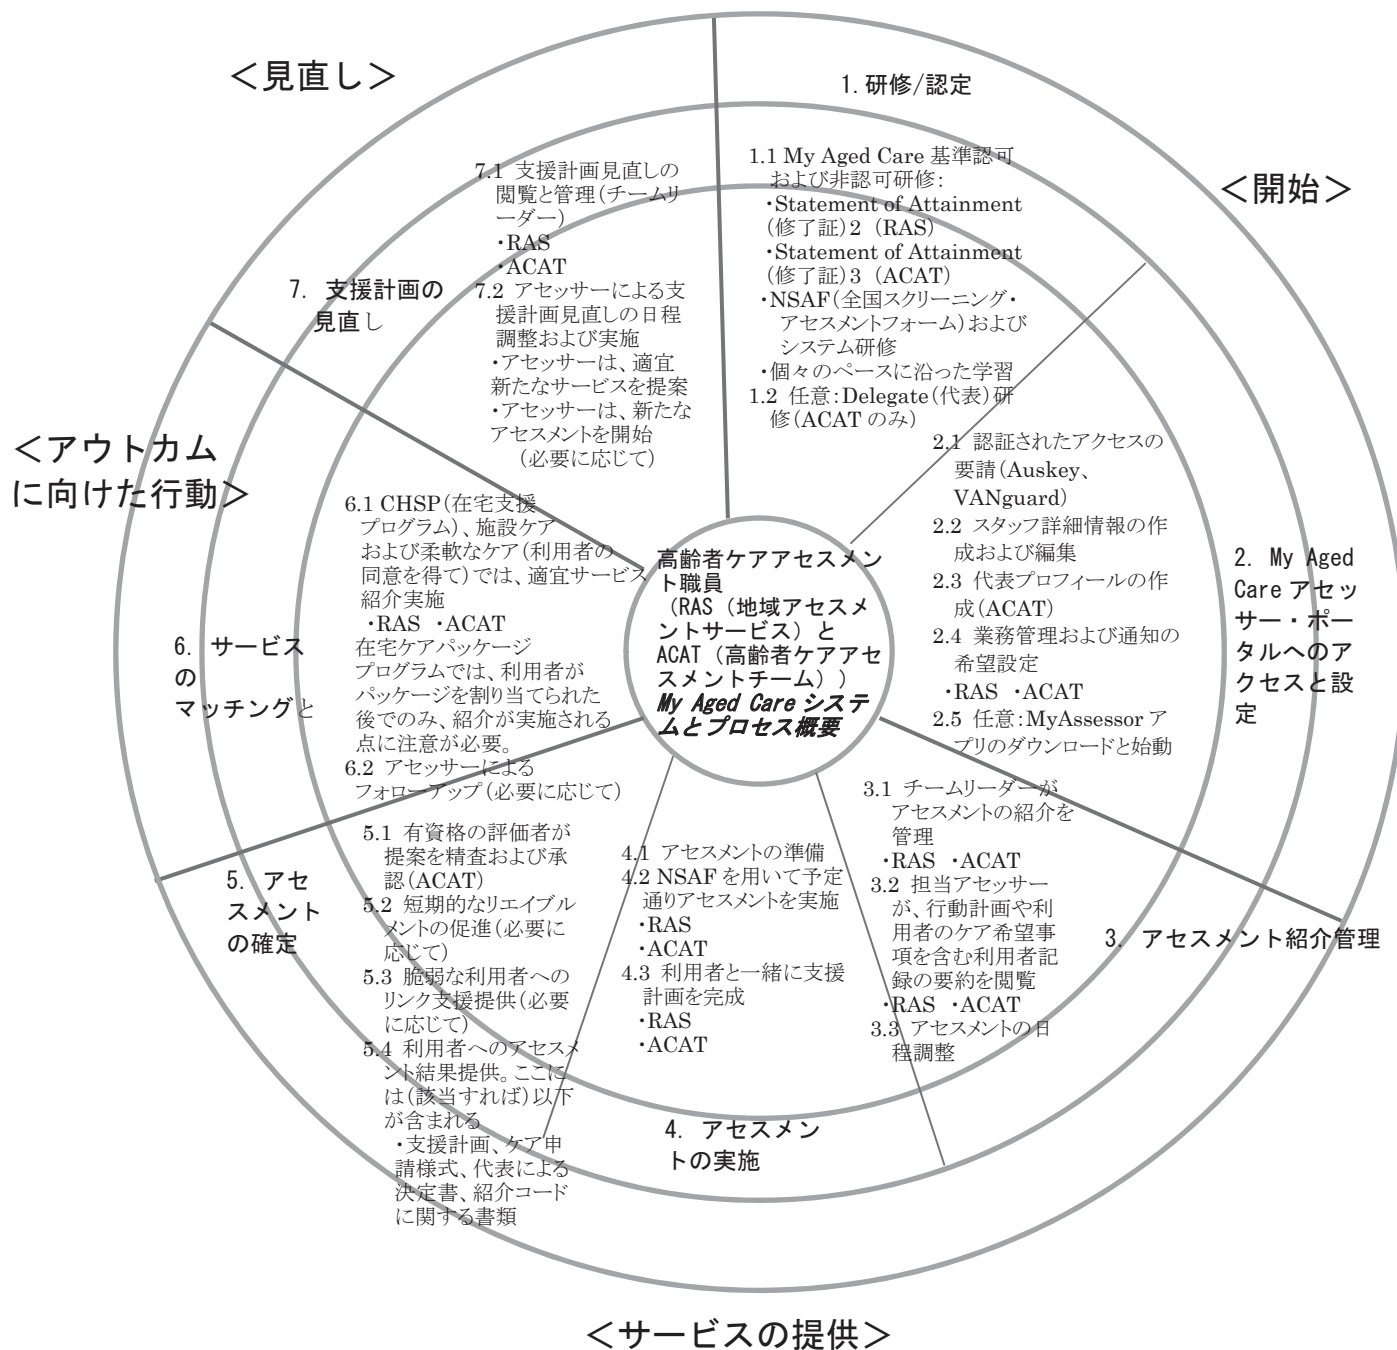 ＜見直し＞
1. 研修/認定
＜開始＞
1.1 My Aged Care 基準認可
および非認可研修：
・Statement of Attainment
（修了証）2 （RAS）
・Statement of Attainment
（修了証）3 （ACAT）
・NSAF（全国スクリーニング・
アセスメントフォーム）および
システム研修
・個々のペースに沿った学習
1.2 任意：Delegate（代表）研
修（ACAT のみ）
2.1 認証されたアクセスの
要請（Auskey、
VANguard）
2.2 スタッフ詳細情報の作
成および編集
2.3 代表プロフィールの作
成（ACAT）
2.4 業務管理および通知の
希望設定
・RAS ・ACAT
2.5 任意：MyAssessor ア
プリのダウンロードと始動
2. My Aged
Care アセッ
サー・ポー
タルへのア
クセスと設
定
3.1 チームリーダーが
アセスメントの紹介を
管理
・RAS ・ACAT
3.2 担当アセッサー
が、行動計画や利
用者のケア希望事
項を含む利用者記
録の要約を閲覧
・RAS ・ACAT
3.3 アセスメントの日
程調整
3. アセスメント紹介管理
4.1 アセスメントの準備
4.2 NSAF を用いて予定
通りアセスメントを実施
・RAS
・ACAT
4.3 利用者と一緒に支援
計画を完成
・RAS
・ACAT
4. アセスメン
トの実施
＜サービスの提供＞
5. アセ
スメント
の確定
5.1 有資格の評価者が
提案を精査および承
認（ACAT）
5.2 短期的なリエイブル
メントの促進（必要に
応じて）
5.3 脆弱な利用者への
リンク支援提供（必要
に応じて）
5.4 利用者へのアセスメ
ント結果提供。ここに
は（該当すれば）以下
が含まれる
・支援計画、ケア申
請様式、代表による
決定書、紹介コード
に関する書類
＜アウトカム
に向けた行動＞
6. サービス
の
マッチングと
6.1 CHSP（在宅支援
プログラム）、施設ケア
および柔軟なケア（利用者の
同意を得て）では、適宜サービス
紹介実施
・RAS ・ACAT
在宅ケアパッケージ
プログラムでは、利用者が
パッケージを割り当てられた
後でのみ、紹介が実施される
点に注意が必要。
6.2 アセッサーによる
フォローアップ（必要に応じて）
7. 支援計画の
見直し
7.1 支援計画見直しの
閲覧と管理（チームリ
ーダー）
・RAS
・ACAT
7.2 アセッサーによる支
援計画見直しの日程
調整および実施
・アセッサーは、適宜
新たなサービスを提案
・アセッサーは、新たな
アセスメントを開始
（必要に応じて）
高齢者ケアアセスメン
ト職員
（RAS（地域アセスメ
ントサービス）と
ACAT（高齢者ケアアセ
スメントチーム））
My Aged Care システ
ムとプロセス概要